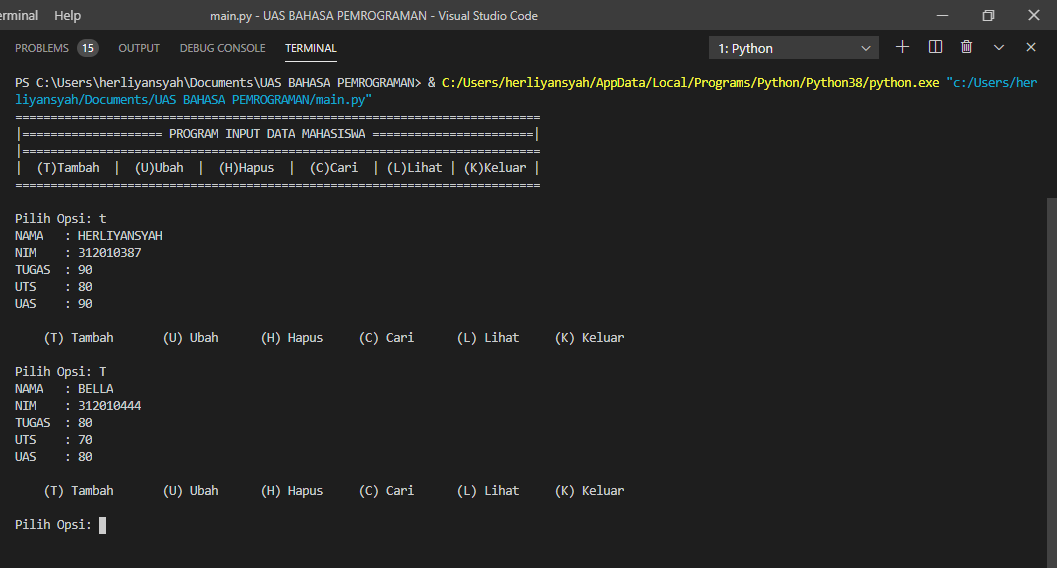 erminal Help main.py - UAS BAHASA PEMROGRAMAN - Visual Studio Code
PROBLEMS 15 OUTPUT DEBUG CONSOLE TERMINAL 1: Python
PS C:\Users\herliyansyah\Documents\UAS BAHASA PEMROGRAMAN> & C:/Users/herliyansyah/AppData/Local/Programs/Python/Python38/python.exe "c:/Users/her
liyansyah/Documents/UAS BAHASA PEMROGRAMAN/main.py"
===========================================================================
|==================== PROGRAM INPUT DATA MAHASISWA =======================|
|==========================================================================
|  (T)Tambah  |  (U)Ubah  |  (H)Hapus  |  (C)Cari  | (L)Lihat | (K)Keluar |
===========================================================================
Pilih Opsi: t
NAMA   : HERLIYANSYAH
NIM    : 312010387
TUGAS  : 90
UTS    : 80
UAS    : 90
(T) Tambah       (U) Ubah      (H) Hapus     (C) Cari      (L) Lihat     (K) Keluar
Pilih Opsi: T
NAMA   : BELLA
NIM    : 312010444
TUGAS  : 80
UTS    : 70
UAS    : 80
(T) Tambah       (U) Ubah      (H) Hapus     (C) Cari      (L) Lihat     (K) Keluar
Pilih Opsi: